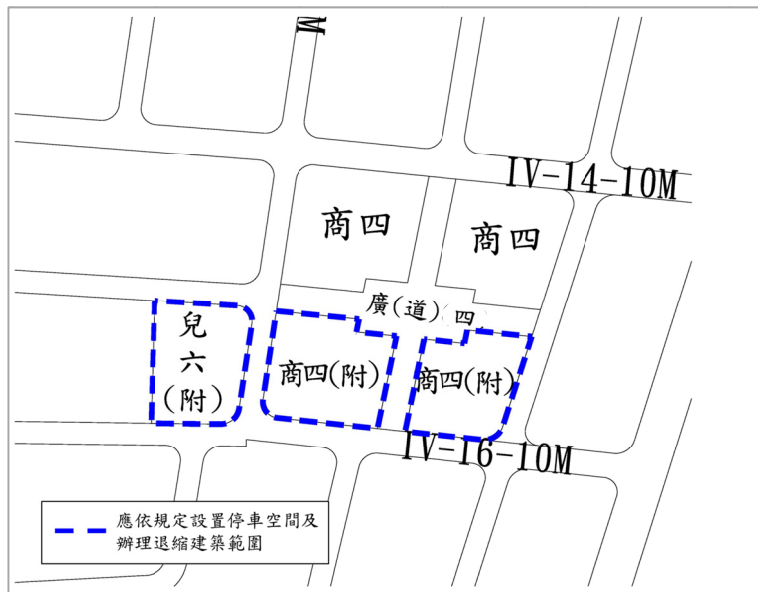 M
IV-14-10M
商四
商四
廣(道)四
兒
六
(附)
商四(附)
商四(附)
IV-16-10M
應依規定設置停車空間及
辦理退縮建築範圍